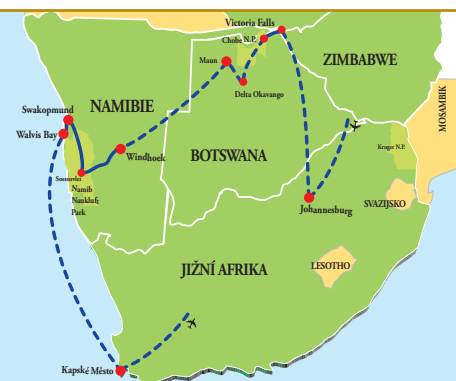 Victoria Falls
Chobe N.P.
ZIMBABWE
Maun
Delta Okavango
Swakopmund
NAMIBIE
MOSAMBIK
Walvis Bay
Windhoek
BOTSWANA
Kruger N.P.
Sossusvlei
Namib
Naukluft
Park
Johannesburg
SVAZIJSKO
JIŽNÍ AFRIKA
LESOTHO
Kapské Město